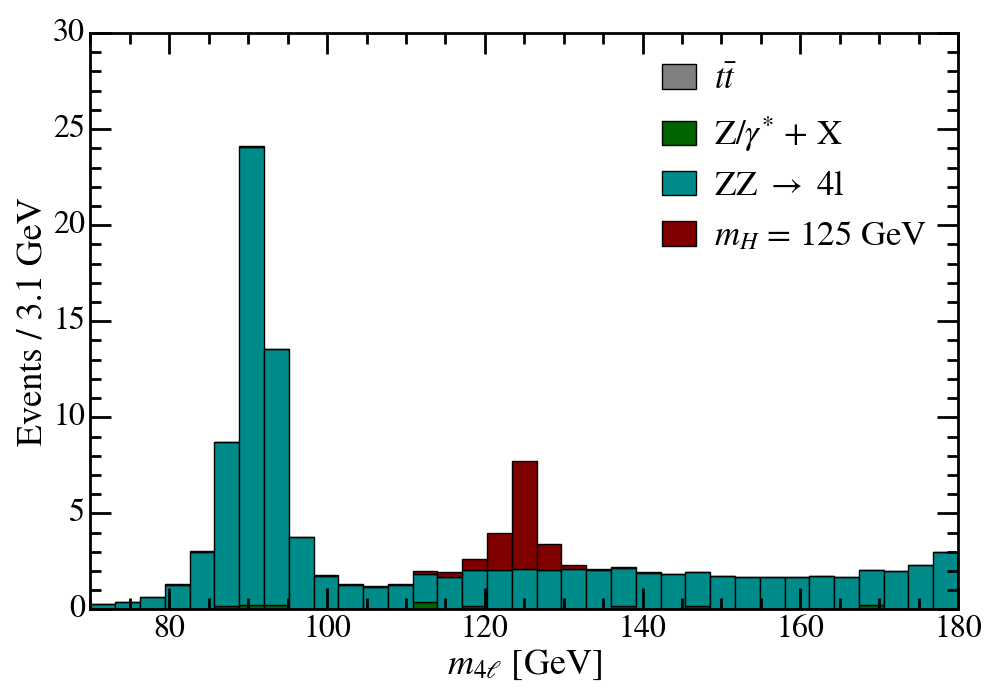 30
25
20
15
10
5
0
Events / 3.1 GeV
tt̄
Z/γ* + X
ZZ → 4l
m_H = 125 GeV
80 100 120 140 160 180
m_4ℓ [GeV]